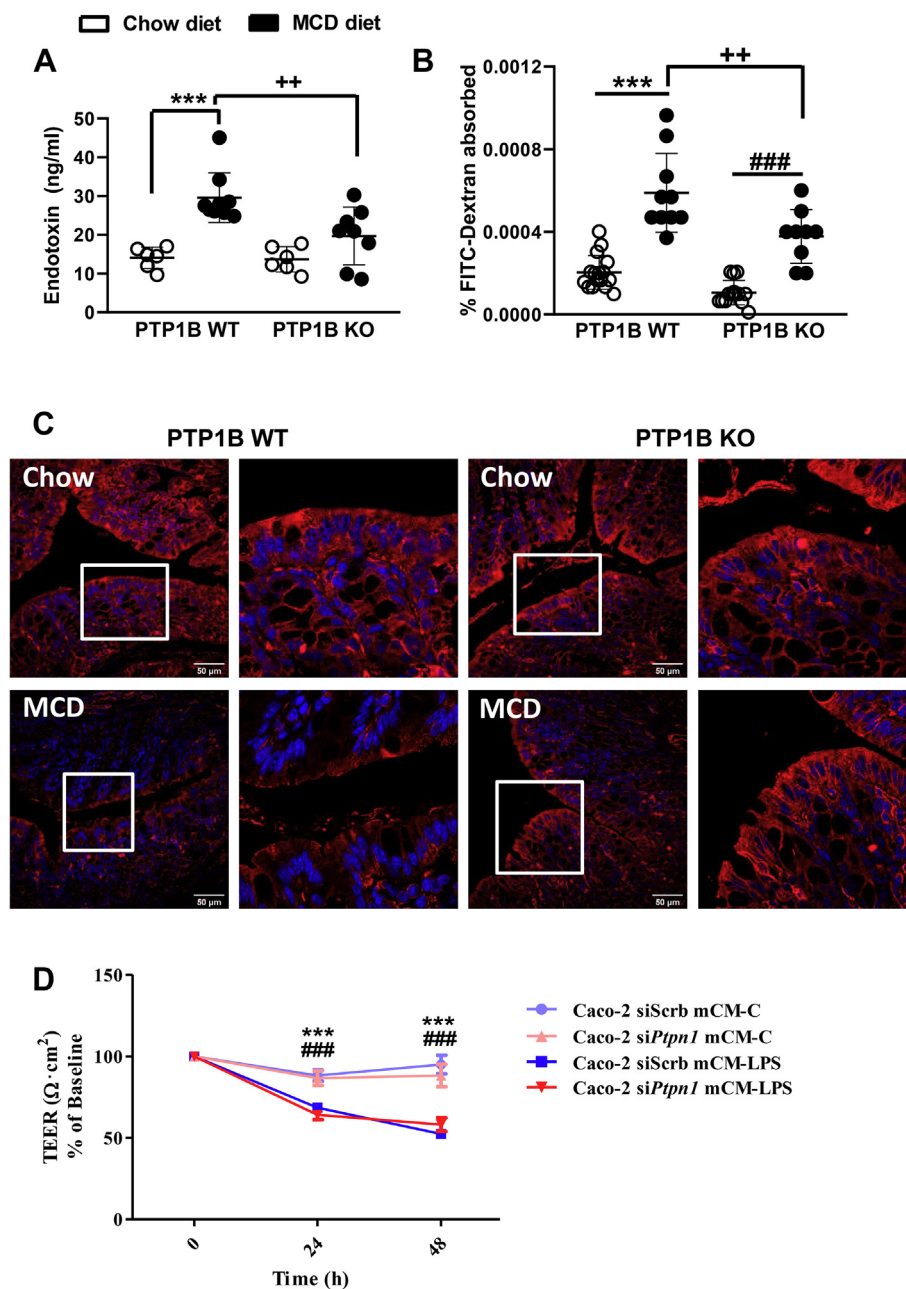 Chow diet MCD diet
A
***
++
Endotoxin (ng/ml)
50
40
30
20
10
0
PTP1B WT PTP1B KO
B
***
++
###
% FITC-Dextran absorbed
0.0012
0.0008
0.0004
0.0000
PTP1B WT PTP1B KO
C
PTP1B WT PTP1B KO
Chow
50 µm
Chow
50 µm
MCD
50 µm
MCD
50 µm
D
TEER (Ω·cm²)
% of Baseline
150
100
50
0
***
###
***
###
0 24 48
Time (h)
Caco-2 siScrb mCM-C
Caco-2 siPtpn1 mCM-C
Caco-2 siScrb mCM-LPS
Caco-2 siPtpn1 mCM-LPS